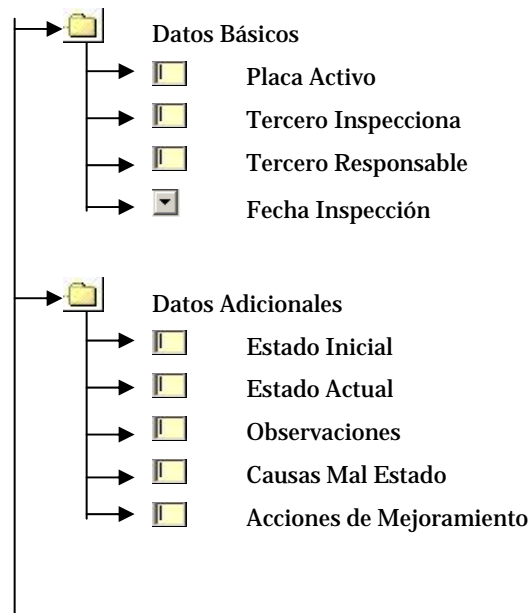 Datos Básicos
Placa Activo
Tercero Inspecciona
Tercero Responsable
Fecha Inspección
Datos Adicionales
Estado Inicial
Estado Actual
Observaciones
Causas Mal Estado
Acciones de Mejoramiento